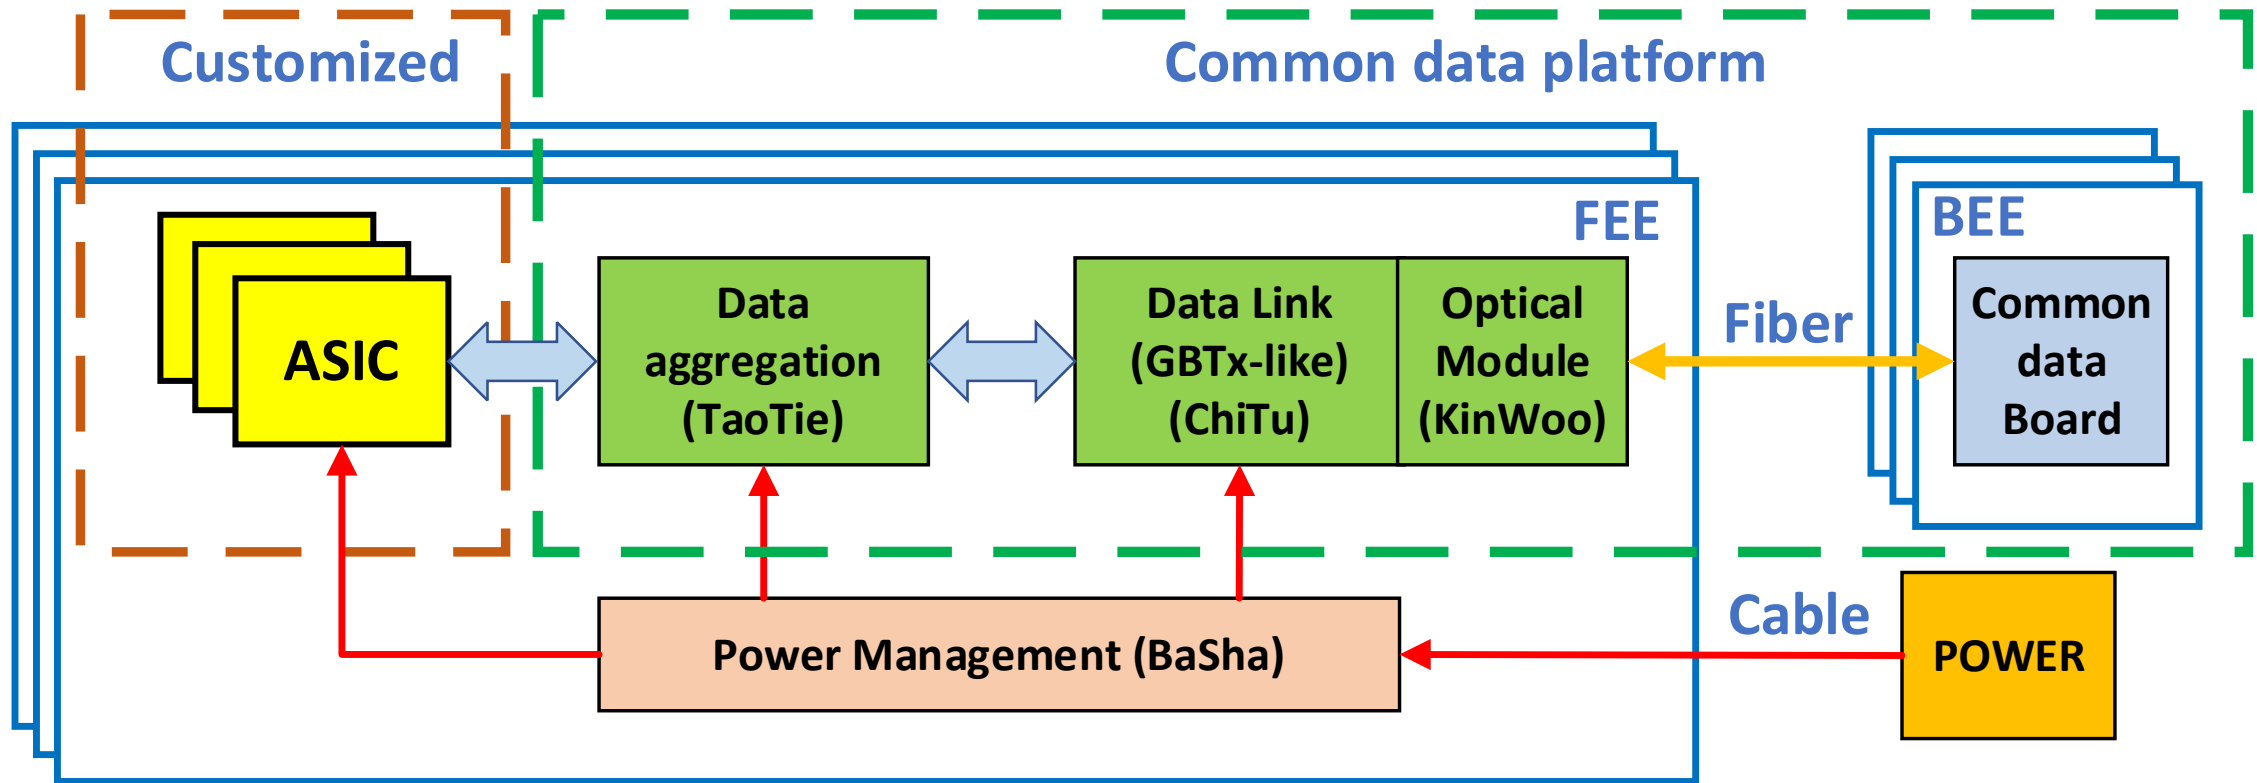 Customized
Common data platform
FEE
BEE
ASIC
Data
aggregation
(TaoTie)
Data Link
(GBTx-like)
(ChiTu)
Optical
Module
(KinWoo)
Fiber
Common
data
Board
Power Management (BaSha)
Cable
POWER